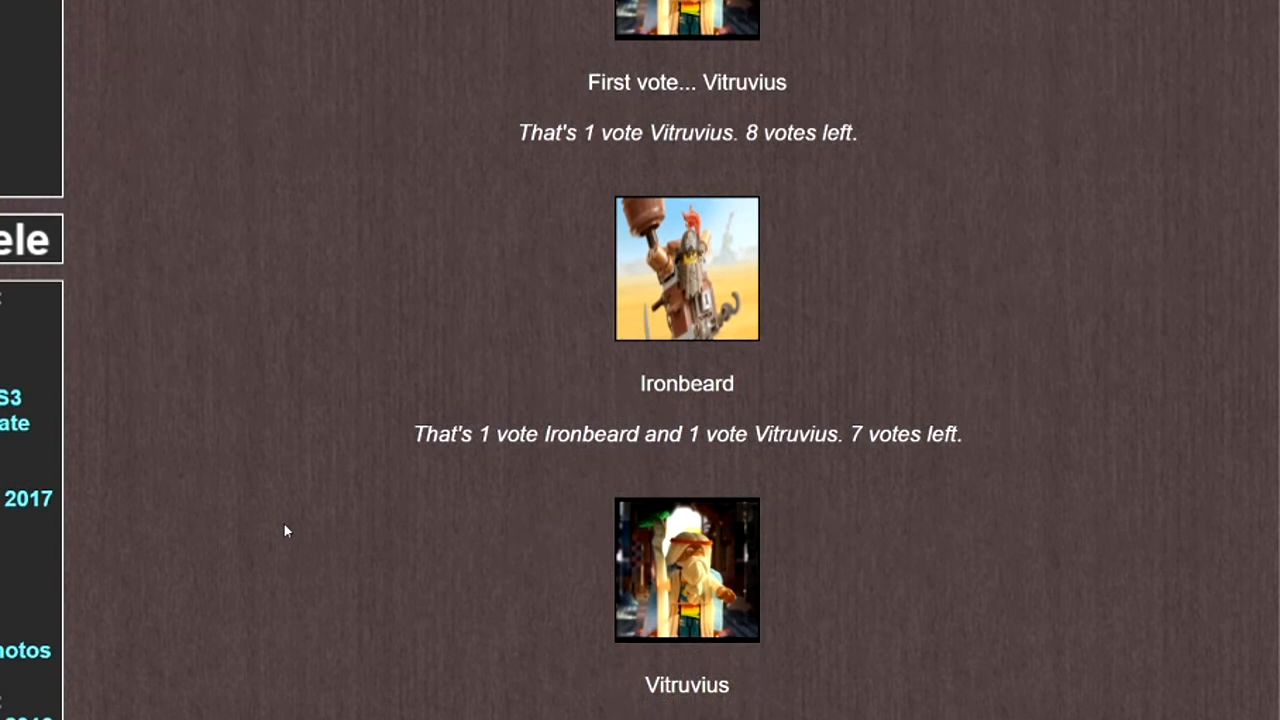 First vote... Vitruvius
That's 1 vote Vitruvius. 8 votes left.
ele
Ironbeard
S3
ate
That's 1 vote Ironbeard and 1 vote Vitruvius. 7 votes left.
2017
hotos
Vitruvius